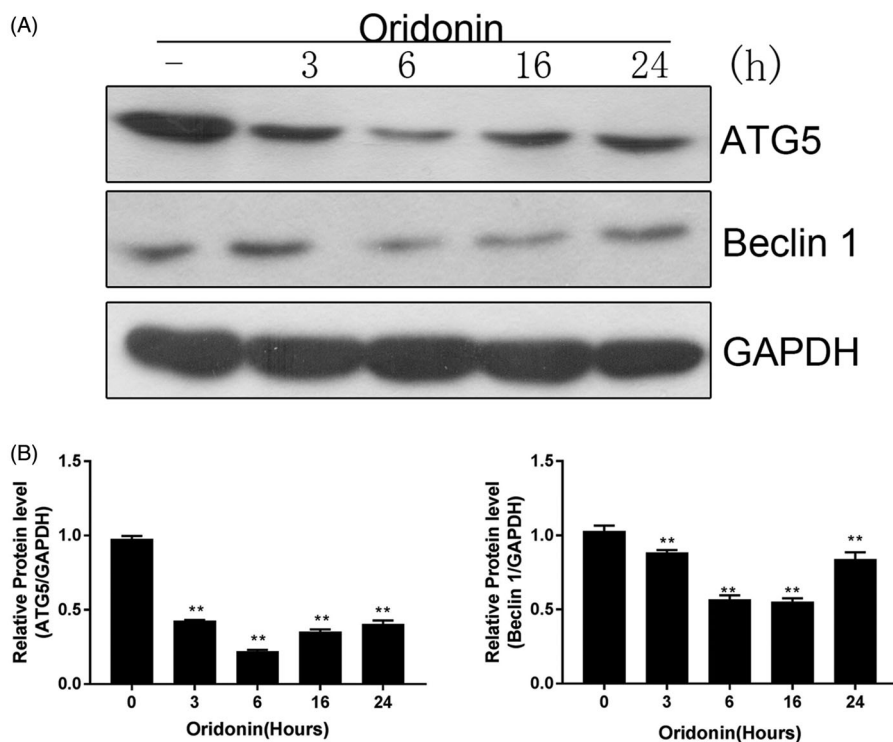 (A)
Oridonin
– 3 6 16 24 (h)
ATG5
Beclin 1
GAPDH
(B)
Relative Protein level
(ATG5/GAPDH)
1.5
1.0
0.5
0.0
**
**
**
**
0 3 6 16 24
Oridonin(Hours)
Relative Protein level
(Beclin 1/GAPDH)
1.5
1.0
0.5
0.0
**
**
**
**
0 3 6 16 24
Oridonin(Hours)